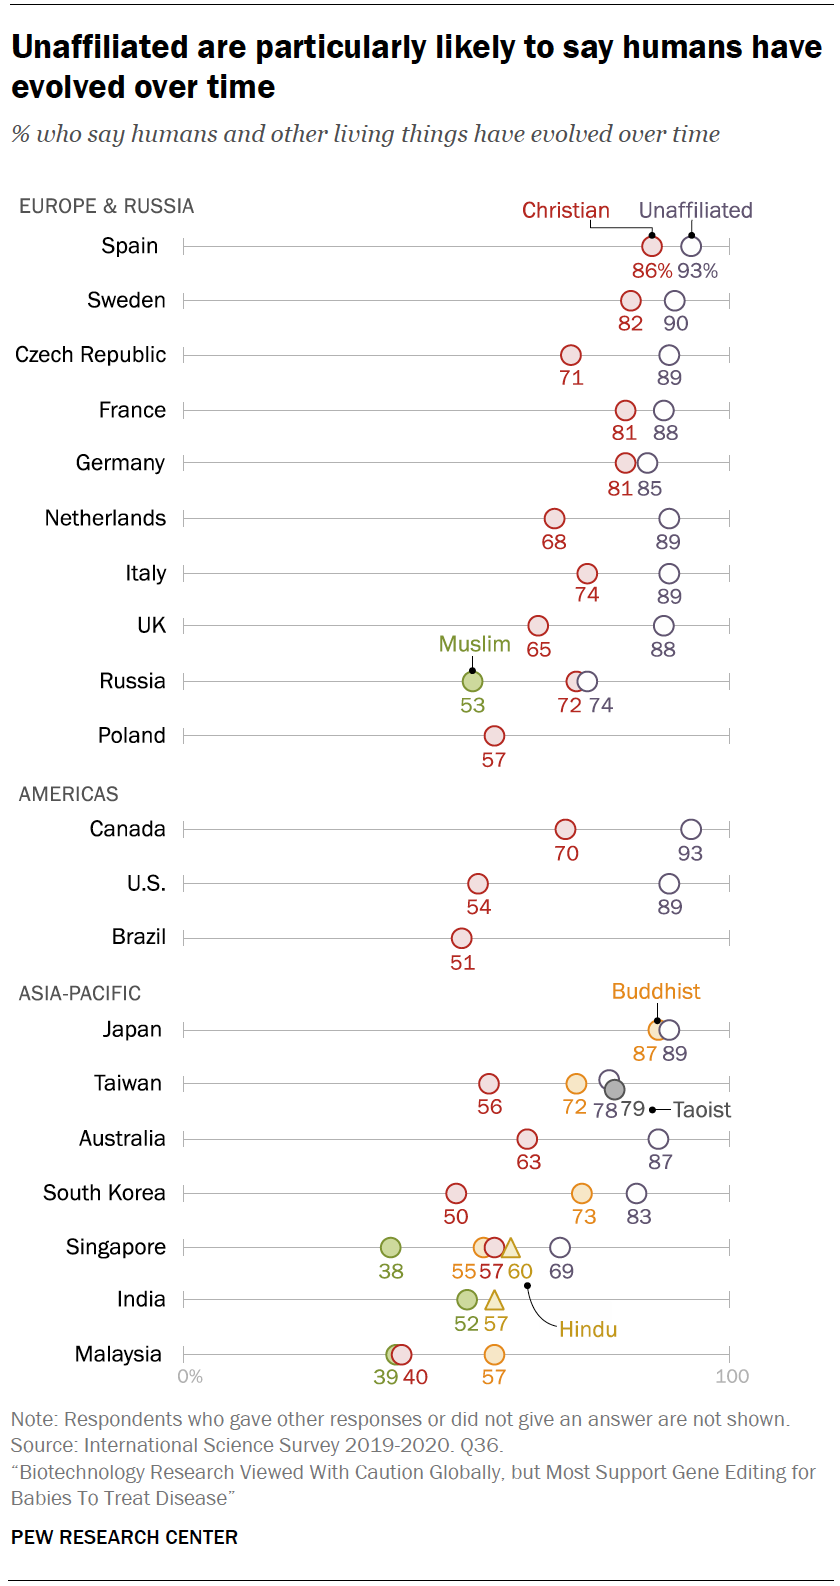 Unaffiliated are particularly likely to say humans have
evolved over time
% who say humans and other living things have evolved over time
EUROPE & RUSSIA
Christian Unaffiliated
Spain
86% 93%
Sweden
82 90
Czech Republic
71 89
France
81 88
Germany
81 85
Netherlands
68 89
Italy
74 89
UK
65 88
Muslim
Russia
53 72 74
Poland
57
AMERICAS
Canada
70 93
U.S.
54 89
Brazil
51
ASIA-PACIFIC
Buddhist
Japan
87 89
Taiwan
56 72 78 79 Taoist
Australia
63 87
South Korea
50 73 83
Singapore
38 55 57 60 69
India
52 57
Hindu
Malaysia
0% 39 40 57 100
Note: Respondents who gave other responses or did not give an answer are not shown.
Source: International Science Survey 2019-2020. Q36.
“Biotechnology Research Viewed With Caution Globally, but Most Support Gene Editing for
Babies To Treat Disease”
PEW RESEARCH CENTER